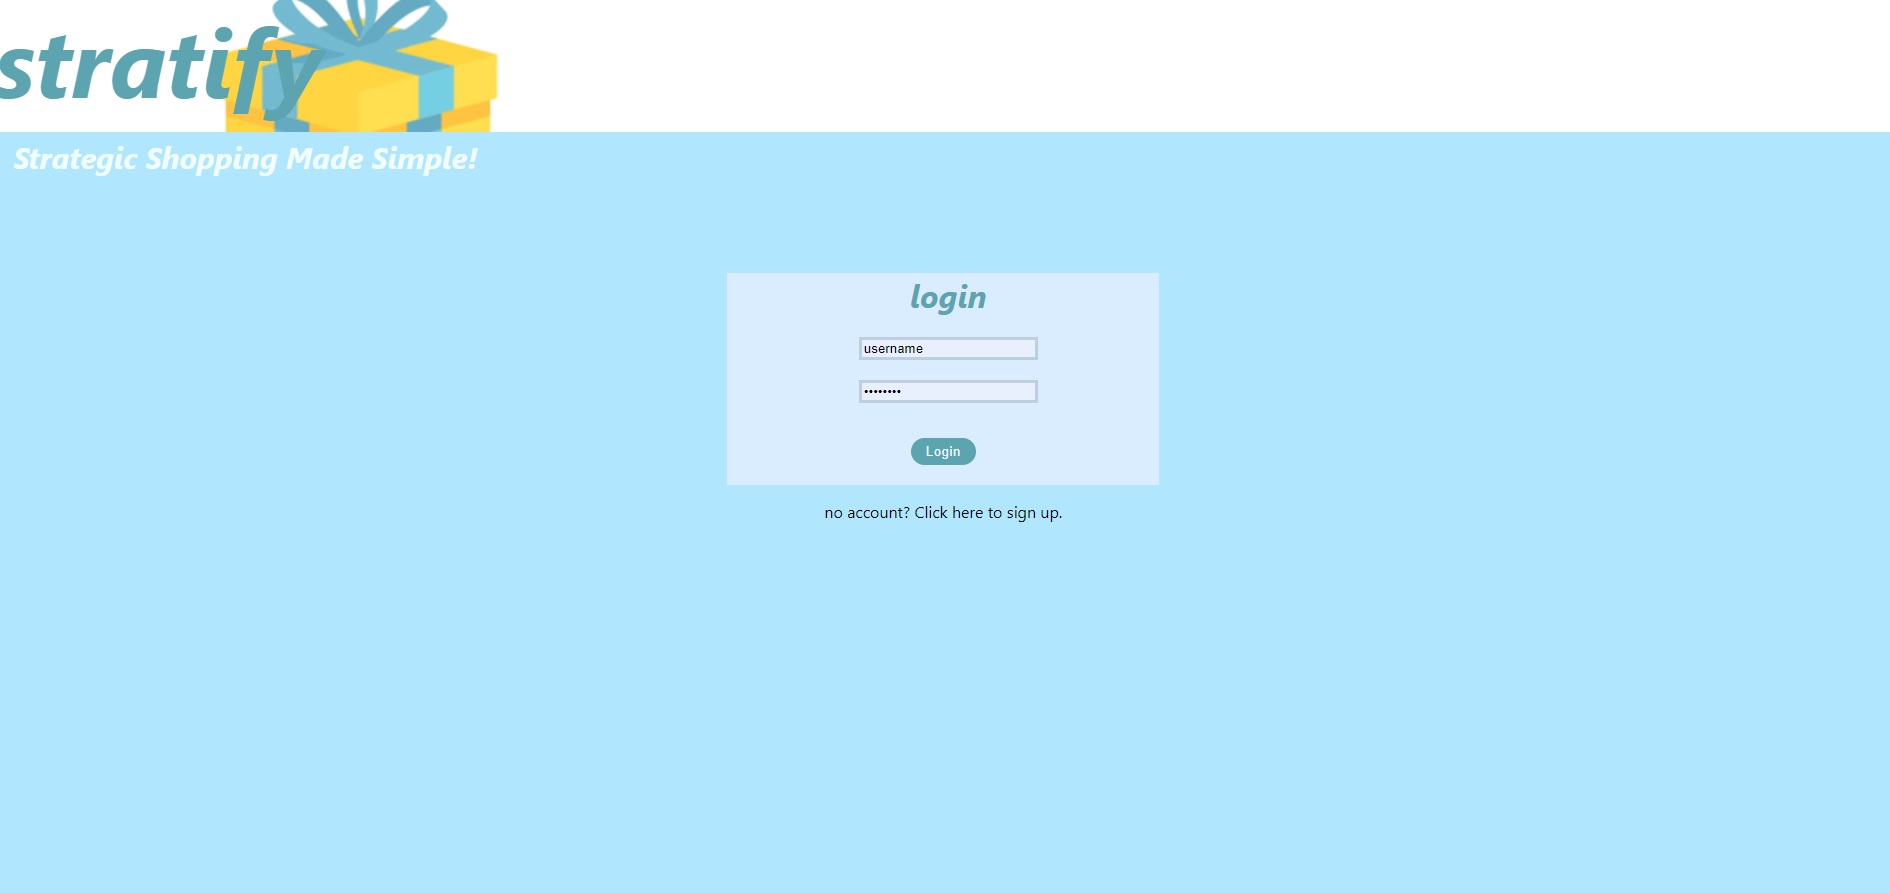 stratify
Strategic Shopping Made Simple!
login
username
••••••••
Login
no account? Click here to sign up.